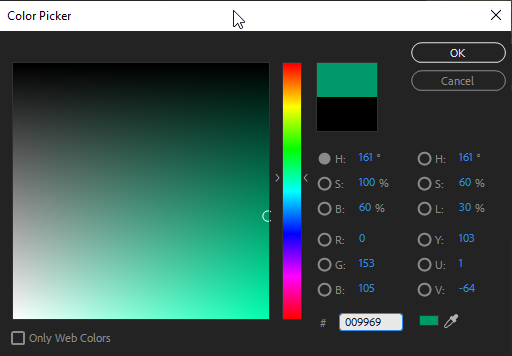 Color Picker
OK
Cancel
H: 161 °
H: 161 °
S: 100 %
S: 60 %
B: 60 %
L: 30 %
R: 0
Y: 103
G: 153
U: 1
B: 105
V: -64
# 009969
Only Web Colors